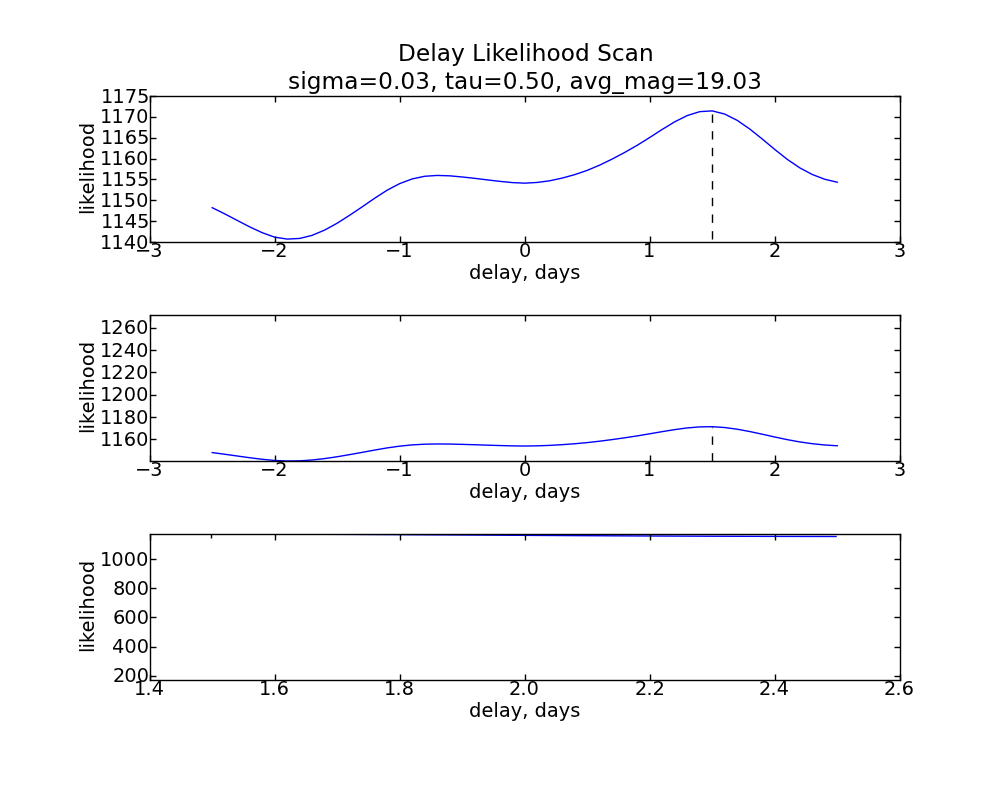 Delay Likelihood Scan
sigma=0.03, tau=0.50, avg_mag=19.03
1175
1170
1165
1160
1155
1150
1145
1140
likelihood
−3 −2 −1 0 1 2 3
delay, days
1260
1240
1220
1200
1180
1160
likelihood
−3 −2 −1 0 1 2 3
delay, days
1000
800
600
400
200
likelihood
1.4 1.6 1.8 2.0 2.2 2.4 2.6
delay, days